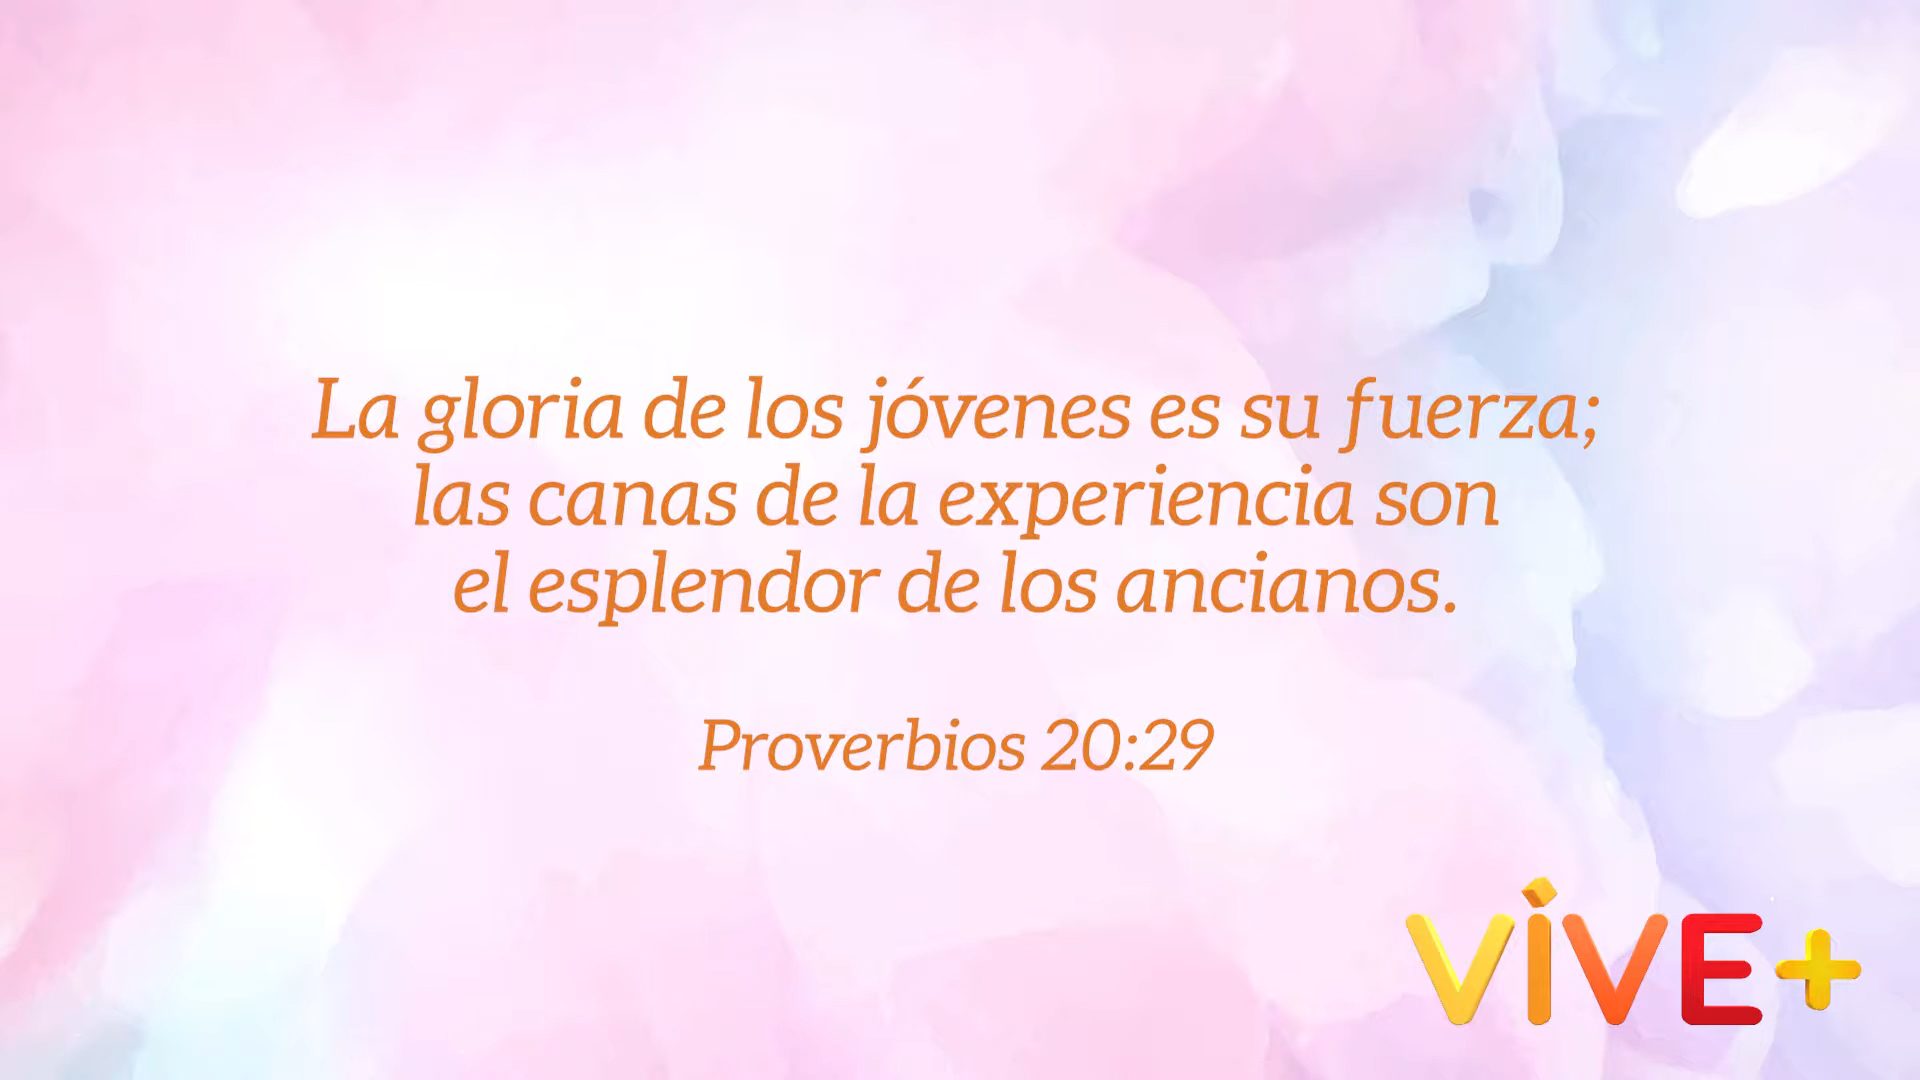 La gloria de los jóvenes es su fuerza;
las canas de la experiencia son
el esplendor de los ancianos.
Proverbios 20:29
VIVE+